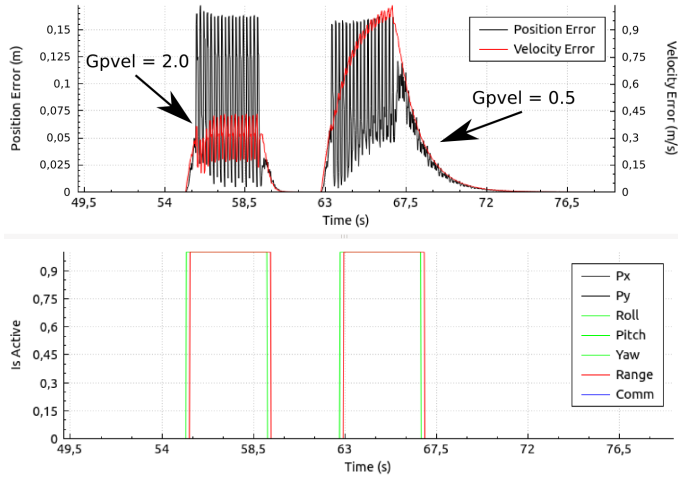 Position Error (m)
0,15
0,125
0,1
0,075
0,05
0,025
0
Gpvel = 2.0
Gpvel = 0.5
Position Error
Velocity Error
0,9
0,75
0,6
0,45
0,3
0,15
0
Velocity Error (m/s)
49,5 54 58,5 63 67,5 72 76,5
Time (s)
Is Active
0,9
0,75
0,6
0,45
0,3
0,15
0
Px
Py
Roll
Pitch
Yaw
Range
Comm
49,5 54 58,5 63 67,5 72 76,5
Time (s)